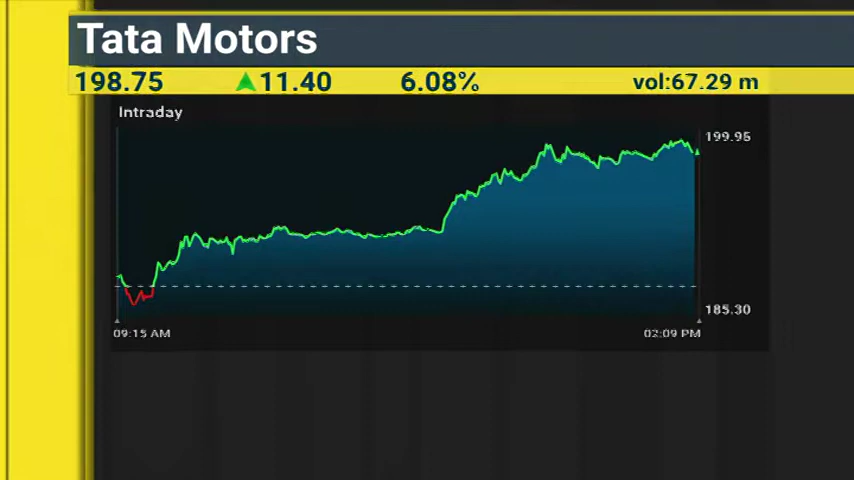 Tata Motors
198.75 ▲11.40 6.08% vol:67.29 m
Intraday
199.95
185.30
09:15 AM 02:09 PM